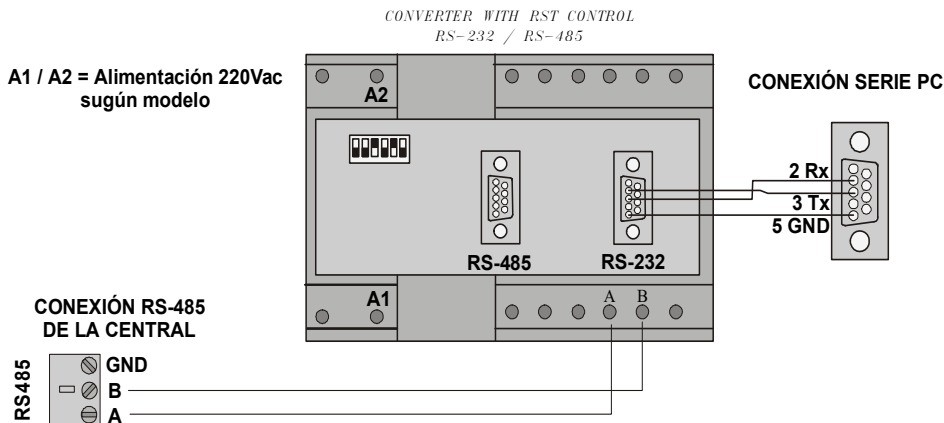 CONVERTER WITH RST CONTROL
RS-232 / RS-485
A1 / A2 = Alimentación 220Vac
sugún modelo
A2
CONEXIÓN SERIE PC
2 Rx
3 Tx
5 GND
RS-485
RS-232
A1
A B
CONEXIÓN RS-485
DE LA CENTRAL
RS485
GND
B
A